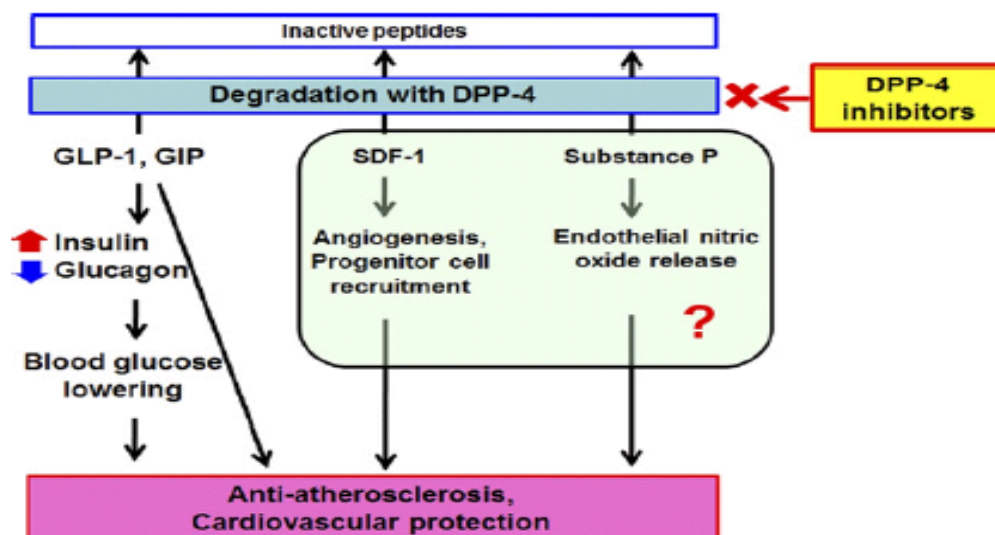 Inactive peptides
Degradation with DPP-4
DPP-4
inhibitors
GLP-1, GIP
SDF-1
Substance P
Insulin
Glucagon
Angiogenesis,
Progenitor cell
recruitment
Endothelial nitric
oxide release
?
Blood glucose
lowering
Anti-atherosclerosis,
Cardiovascular protection